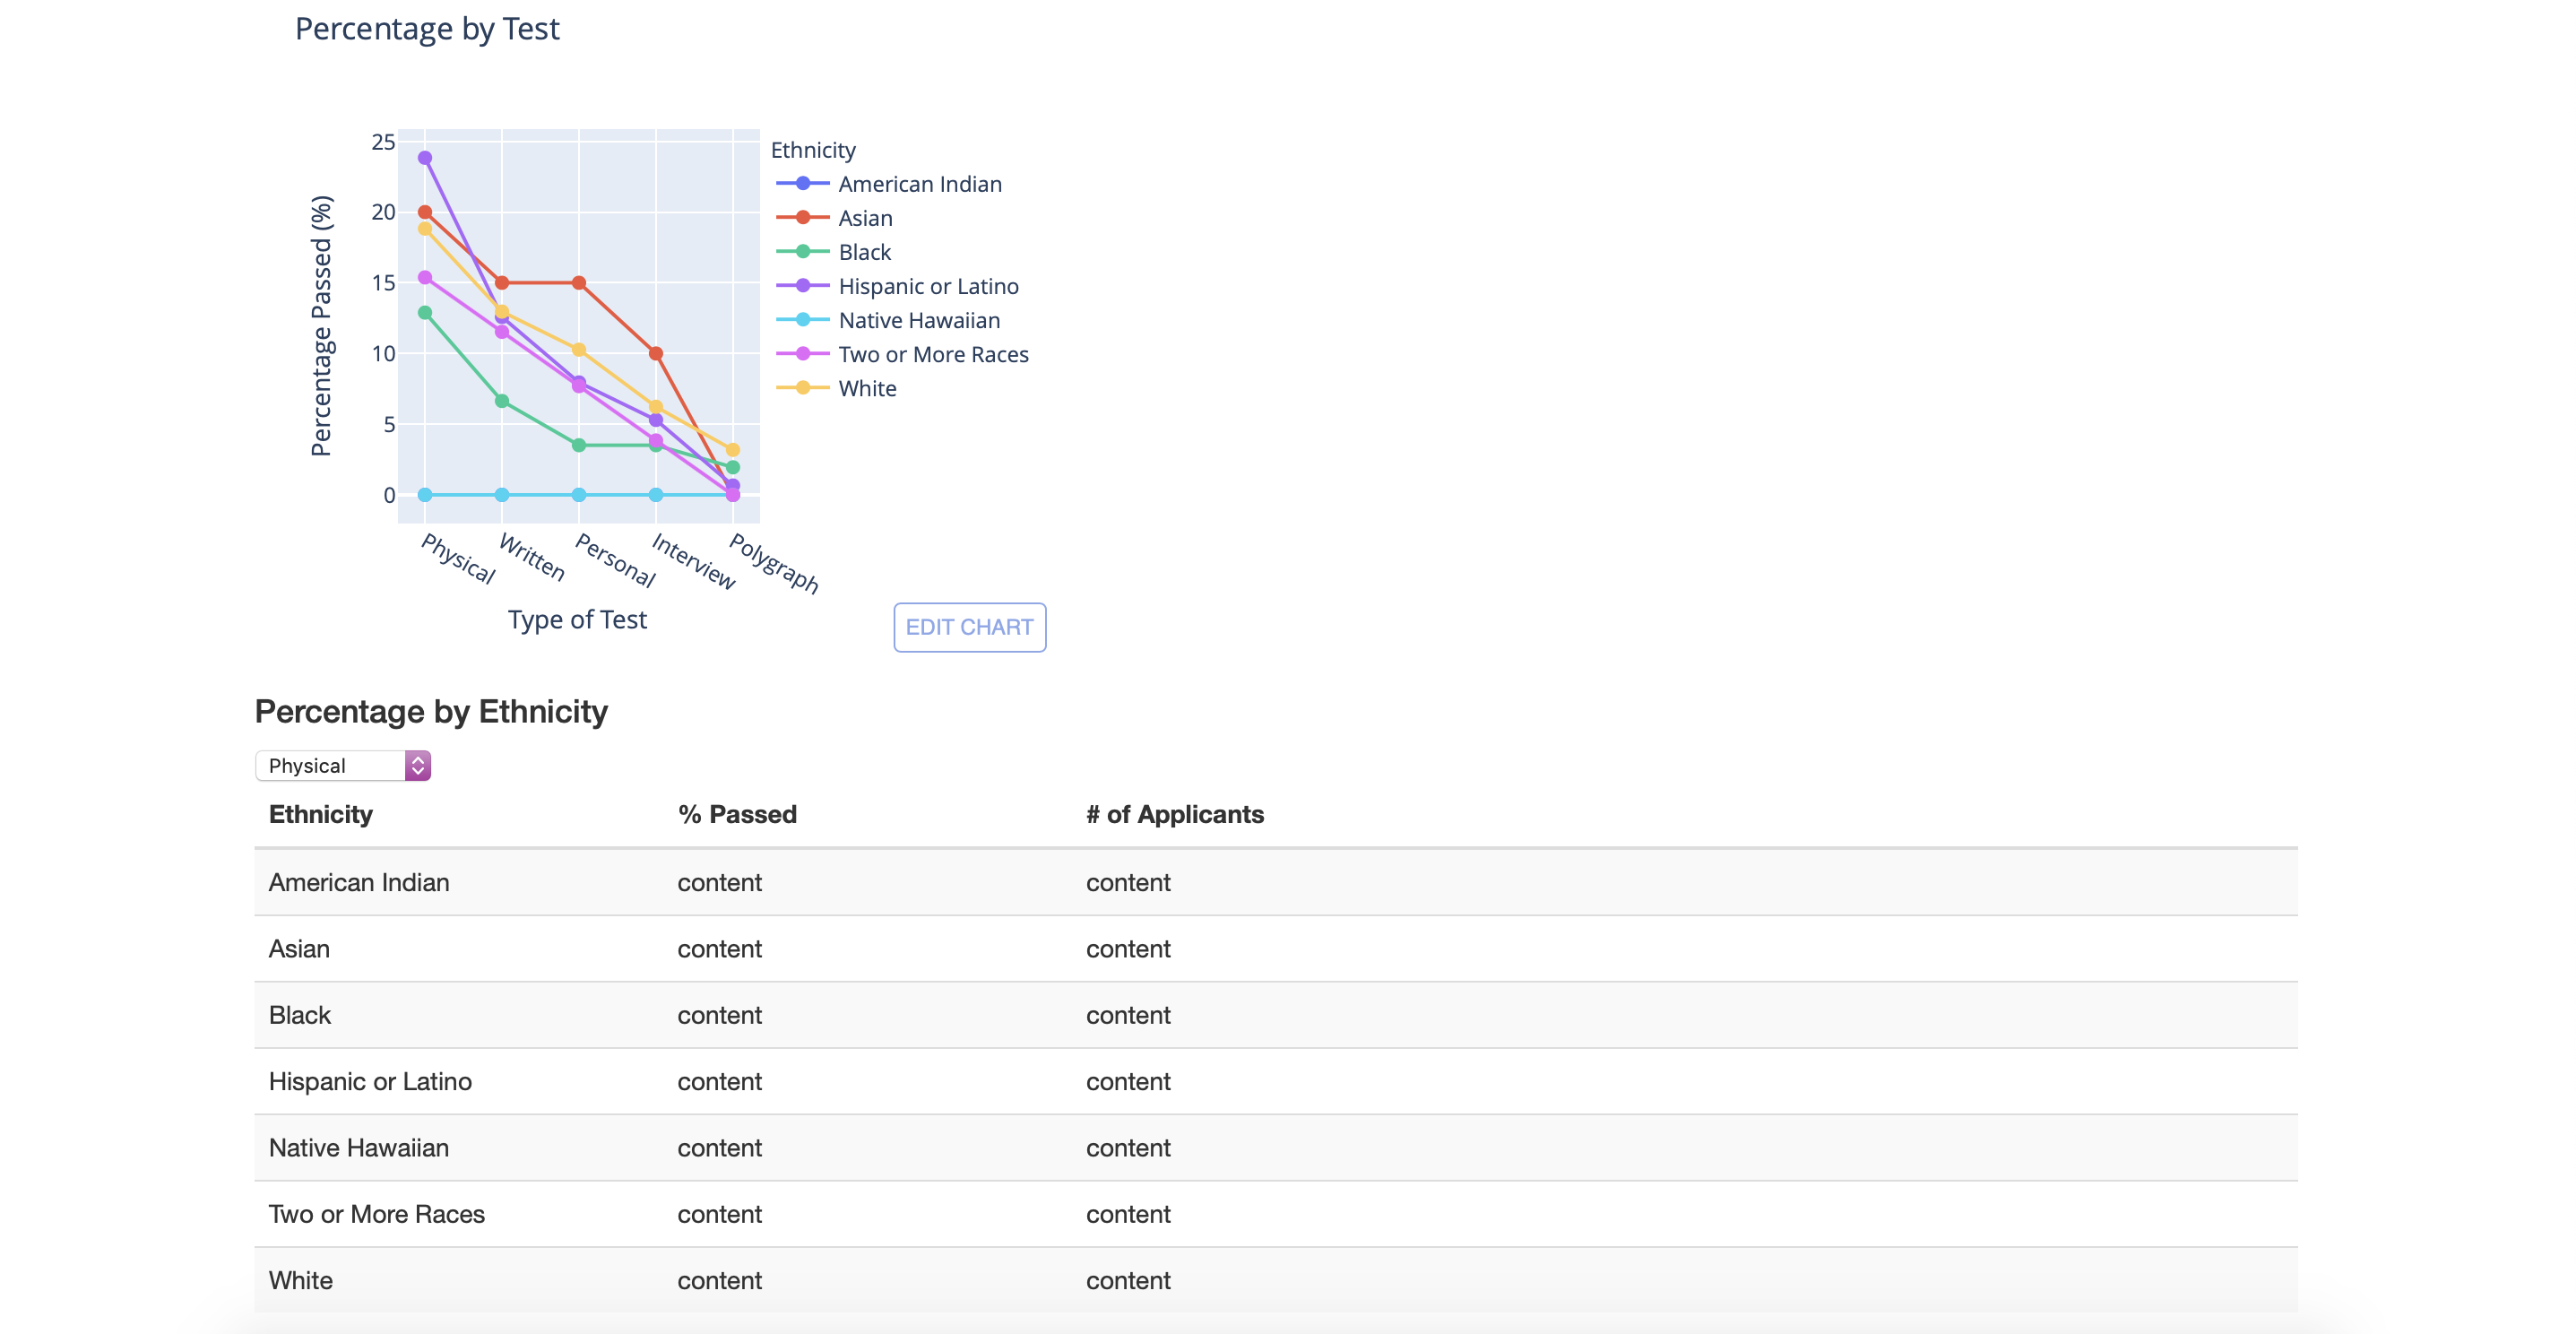 Percentage by Test
25
20
15
10
5
0
Percentage Passed (%)
Physical
Written
Personal
Interview
Polygraph
Type of Test
Ethnicity
American Indian
Asian
Black
Hispanic or Latino
Native Hawaiian
Two or More Races
White
EDIT CHART
Percentage by Ethnicity
Physical
Ethnicity % Passed # of Applicants
American Indian content content
Asian content content
Black content content
Hispanic or Latino content content
Native Hawaiian content content
Two or More Races content content
White content content